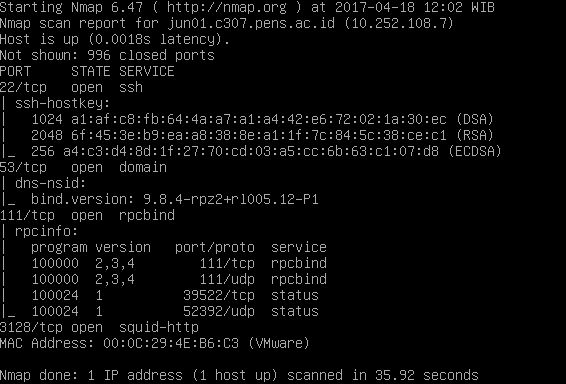 Starting Nmap 6.47 ( http://nmap.org ) at 2017-04-18 12:02 WIB
Nmap scan report for jun01.c307.pens.ac.id (10.252.108.7)
Host is up (0.0018s latency).
Not shown: 996 closed ports
PORT     STATE SERVICE
22/tcp   open  ssh
| ssh-hostkey:
|   1024 a1:af:c8:fb:64:4a:a7:a1:a4:42:e6:72:02:1a:30:ec (DSA)
|   2048 6f:45:3e:b9:ea:a8:38:8e:a1:1f:7c:84:5c:38:ce:c1 (RSA)
|_  256 a4:c3:d4:8d:1f:27:70:cd:03:a5:cc:6b:63:c1:07:d8 (ECDSA)
53/tcp   open  domain
| dns-nsid:
|_  bind.version: 9.8.4-rpz2+rl005.12-P1
111/tcp  open  rpcbind
| rpcinfo:
|   program version   port/proto  service
|   100000  2,3,4        111/tcp  rpcbind
|   100000  2,3,4        111/udp  rpcbind
|   100024  1          39522/tcp  status
|_  100024  1          52392/udp  status
3128/tcp open  squid-http
MAC Address: 00:0C:29:4E:B6:C3 (VMware)
Nmap done: 1 IP address (1 host up) scanned in 35.92 seconds